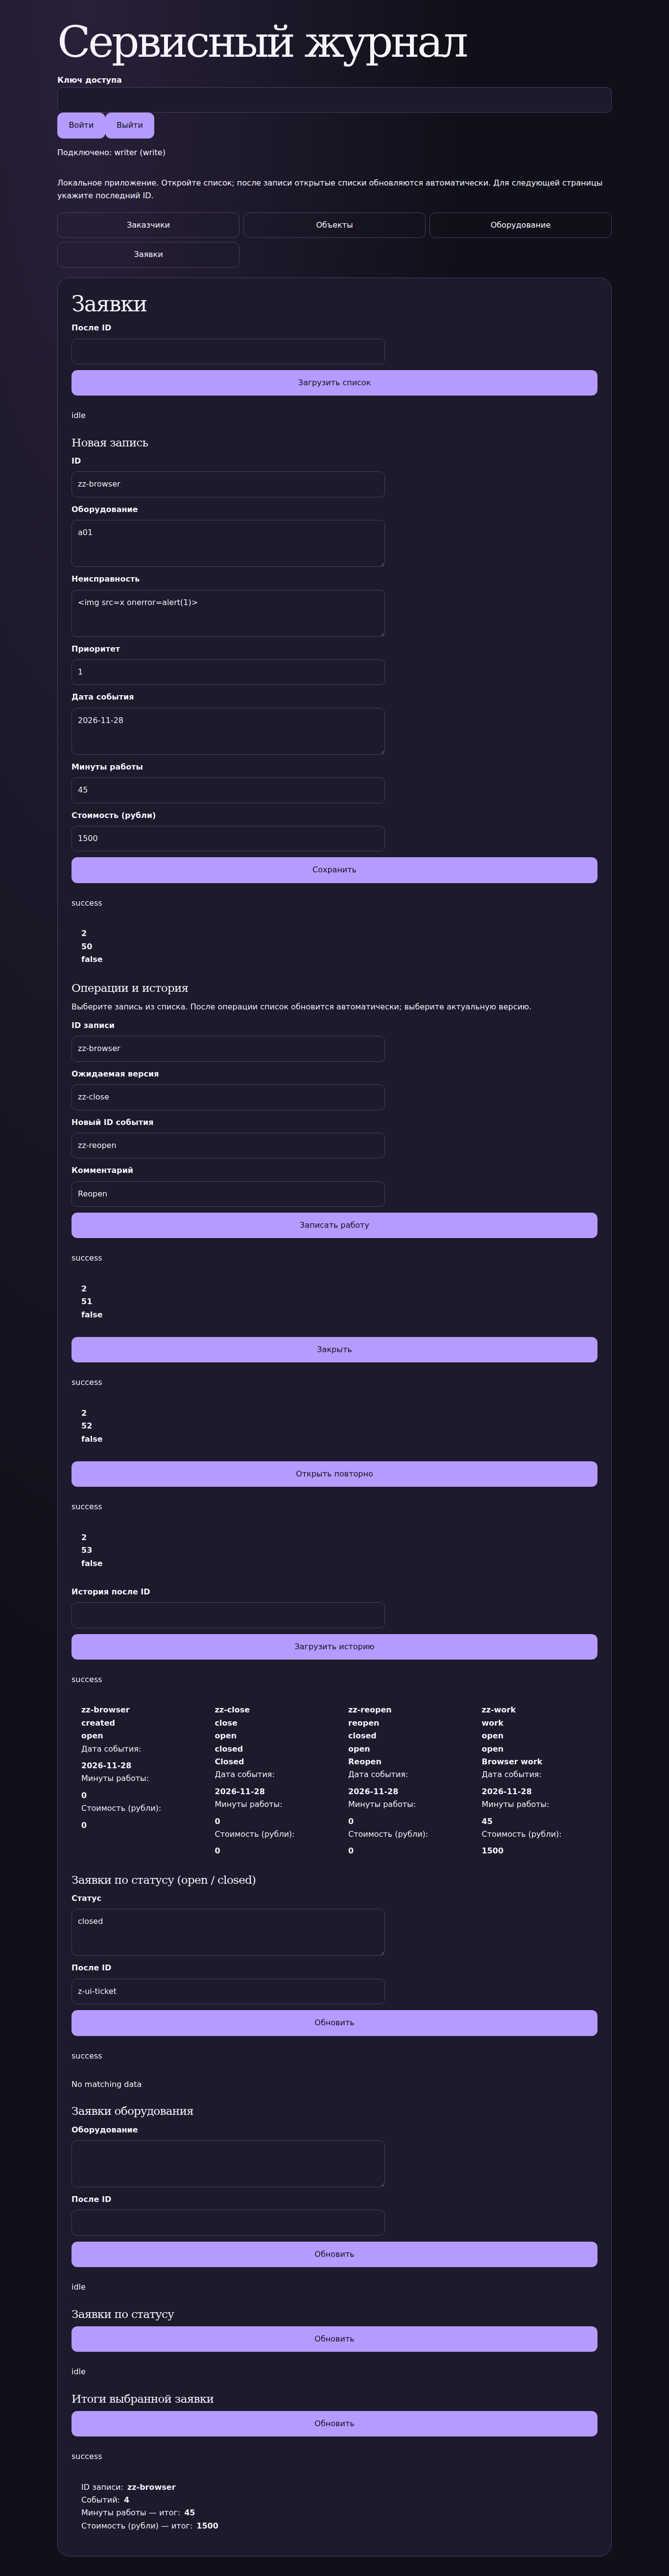 Сервисный журнал
Ключ доступа
Войти
Выйти
Подключено: writer (write)
Локальное приложение. Откройте список; после записи открытые списки обновляются автоматически. Для следующей страницы
укажите последний ID.
Заказчики
Объекты
Оборудование
Заявки
Заявки
После ID
Загрузить список
idle
Новая запись
ID
zz-browser
Оборудование
a01
Неисправность
<img src=x onerror=alert(1)>
Приоритет
1
Дата события
2026-11-28
Минуты работы
45
Стоимость (рубли)
1500
Сохранить
success
2
50
false
Операции и история
Выберите запись из списка. После операции список обновится автоматически; выберите актуальную версию.
ID записи
zz-browser
Ожидаемая версия
zz-close
Новый ID события
zz-reopen
Комментарий
Reopen
Записать работу
success
2
51
false
Закрыть
success
2
52
false
Открыть повторно
success
2
53
false
История после ID
Загрузить историю
success
zz-browser
created
open
Дата события:
2026-11-28
Минуты работы:
0
Стоимость (рубли):
0
zz-close
close
open
closed
Closed
Дата события:
2026-11-28
Минуты работы:
0
Стоимость (рубли):
0
zz-reopen
reopen
closed
open
Reopen
Дата события:
2026-11-28
Минуты работы:
0
Стоимость (рубли):
0
zz-work
work
open
open
Browser work
Дата события:
2026-11-28
Минуты работы:
45
Стоимость (рубли):
1500
Заявки по статусу (open / closed)
Статус
closed
После ID
z-ui-ticket
Обновить
success
No matching data
Заявки оборудования
Оборудование
После ID
Обновить
idle
Заявки по статусу
Обновить
idle
Итоги выбранной заявки
Обновить
success
ID записи: zz-browser
Событий: 4
Минуты работы — итог: 45
Стоимость (рубли) — итог: 1500